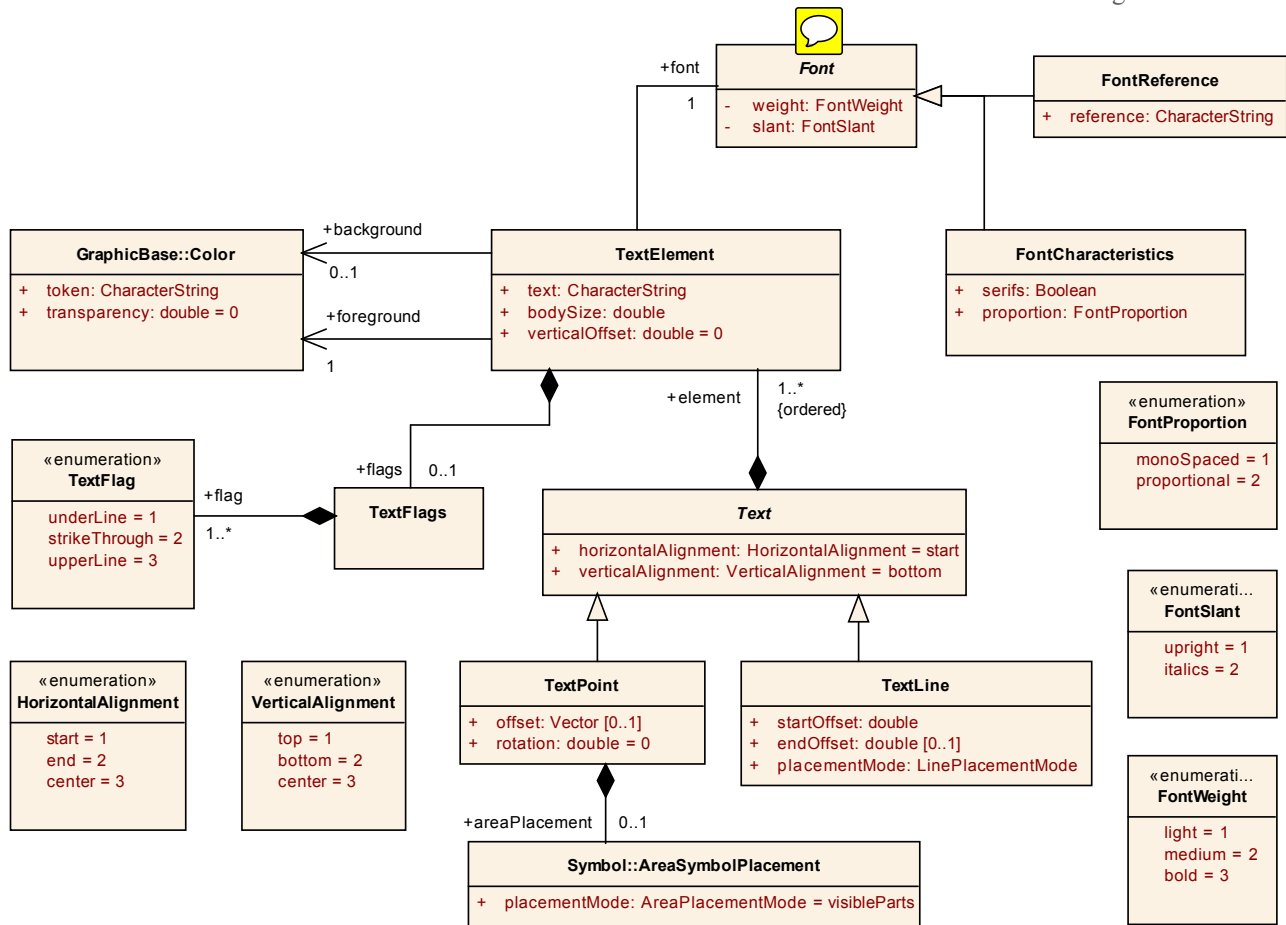 +font
1
Font
- weight: FontWeight
- slant: FontSlant
FontReference
+ reference: CharacterString
GraphicBase::Color
+ token: CharacterString
+ transparency: double = 0
+background
0..1
+foreground
1
TextElement
+ text: CharacterString
+ bodySize: double
+ verticalOffset: double = 0
FontCharacteristics
+ serifs: Boolean
+ proportion: FontProportion
+element
1..*
{ordered}
«enumeration»
FontProportion
monoSpaced = 1
proportional = 2
«enumeration»
TextFlag
underLine = 1
strikeThrough = 2
upperLine = 3
+flag
1..*
+flags
0..1
TextFlags
Text
+ horizontalAlignment: HorizontalAlignment = start
+ verticalAlignment: VerticalAlignment = bottom
«enumerati...
FontSlant
upright = 1
italics = 2
«enumeration»
HorizontalAlignment
start = 1
end = 2
center = 3
«enumeration»
VerticalAlignment
top = 1
bottom = 2
center = 3
TextPoint
+ offset: Vector [0..1]
+ rotation: double = 0
TextLine
+ startOffset: double
+ endOffset: double [0..1]
+ placementMode: LinePlacementMode
«enumerati...
FontWeight
light = 1
medium = 2
bold = 3
+areaPlacement
0..1
Symbol::AreaSymbolPlacement
+ placementMode: AreaPlacementMode = visibleParts